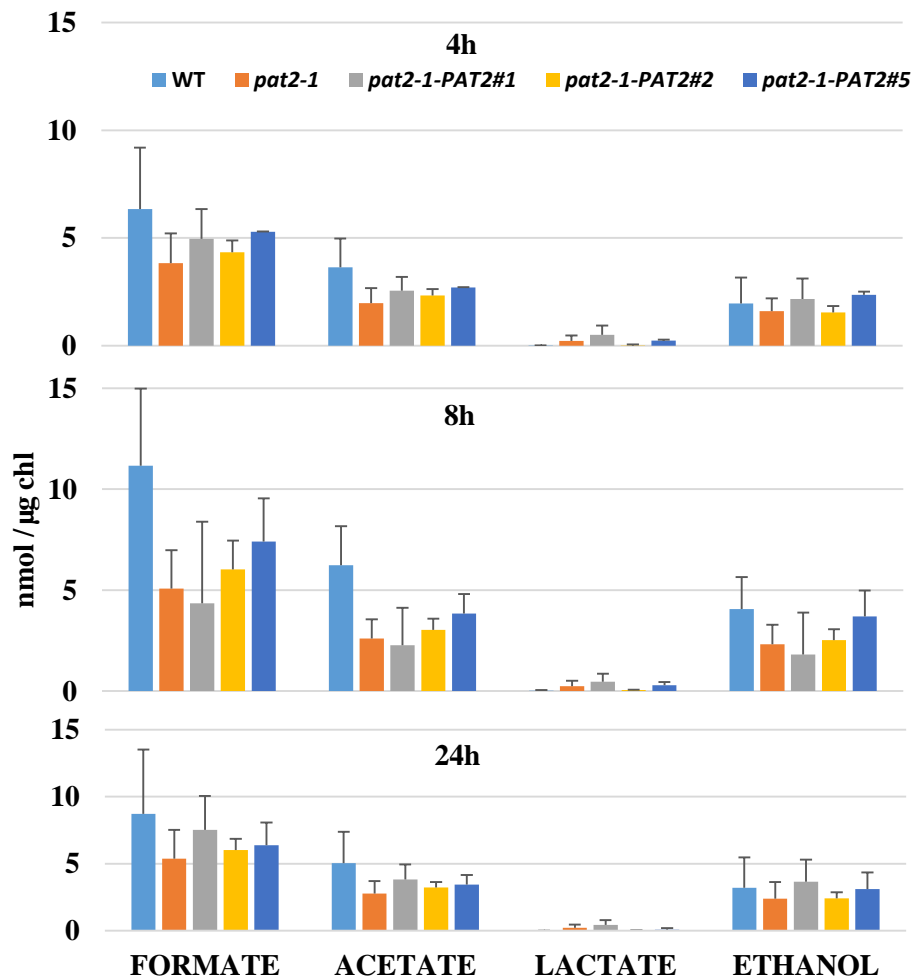 15
4h
WT pat2-1 pat2-1-PAT2#1 pat2-1-PAT2#2 pat2-1-PAT2#5
10
5
0
15
8h
10
5
0
nmol /µg chl
15
24h
10
5
0
FORMATE ACETATE LACTATE ETHANOL